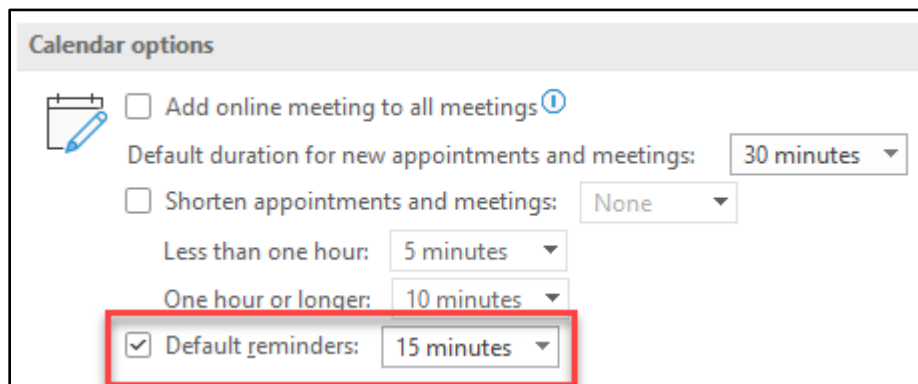 Calendar options
Add online meeting to all meetings
Default duration for new appointments and meetings: 30 minutes
Shorten appointments and meetings: None
Less than one hour: 5 minutes
One hour or longer: 10 minutes
Default reminders: 15 minutes